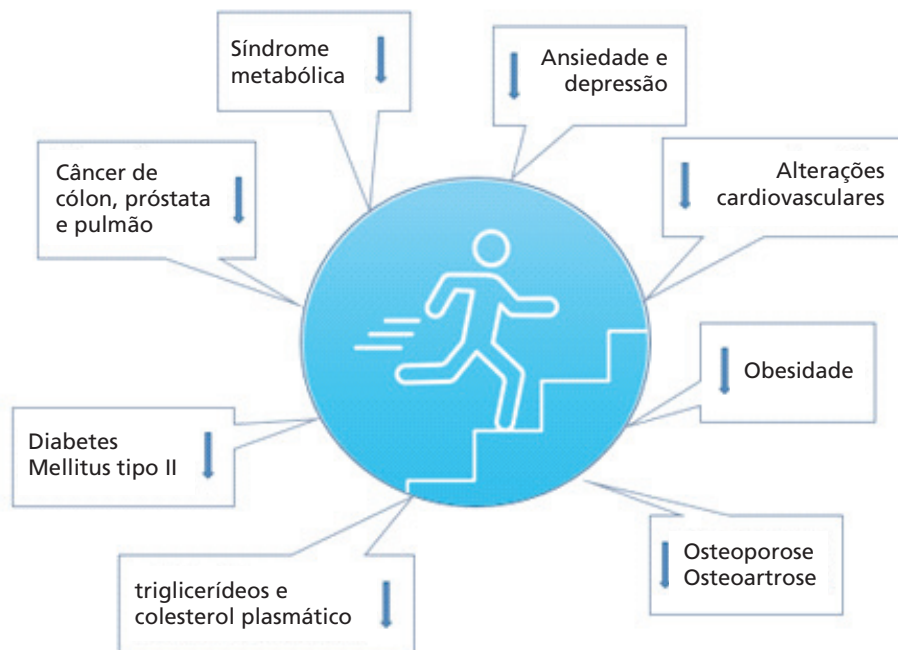 Síndrome
metabólica
Ansiedade e
depressão
Câncer de
cólon, próstata
e pulmão
Alterações
cardiovasculares
Obesidade
Diabetes
Mellitus tipo II
Osteoporose
Osteoartrose
triglicerídeos e
colesterol plasmático